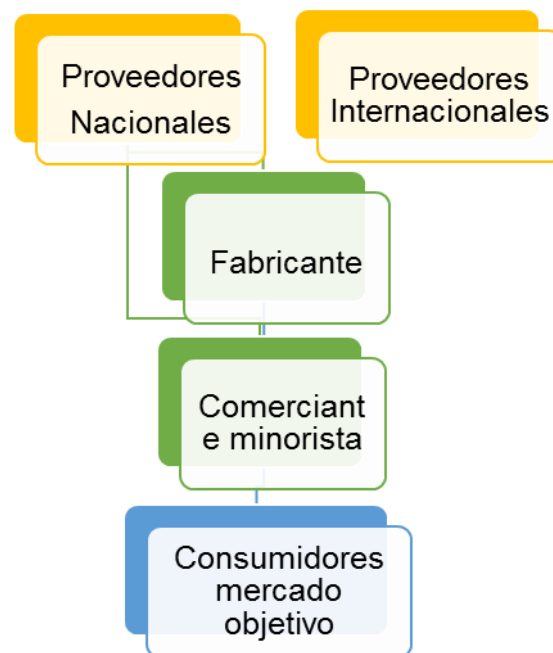 Proveedores
Nacionales
Proveedores
Internacionales
Fabricante
Comerciant
e minorista
Consumidores
mercado
objetivo